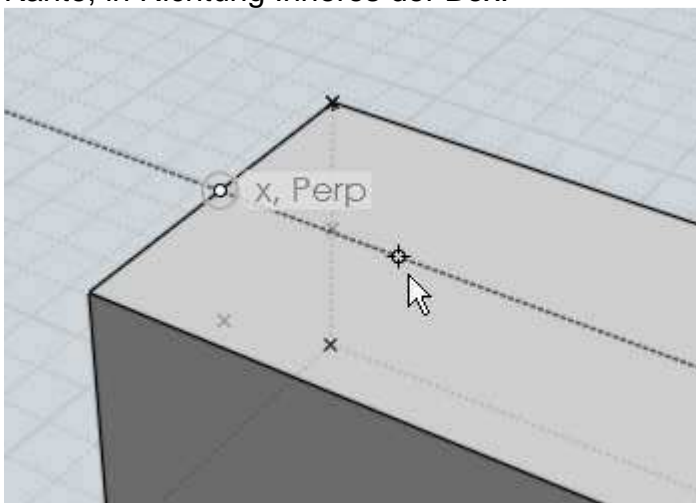 Kante, in Richtung Inneres der Box.
x, Perp